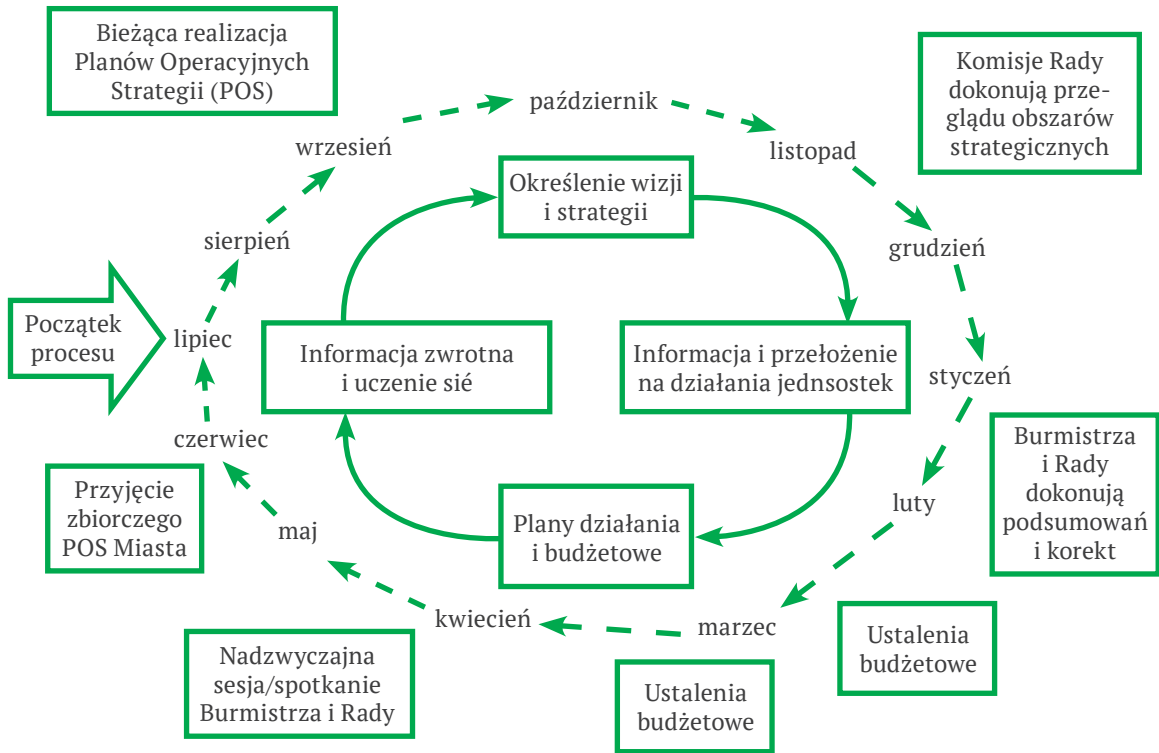 Bieżąca realizacja
Planów Operacyjnych
Strategii (POS)
Komisje Rady
dokonują prze-
glądu obszarów
strategicznych
październik
wrzesień
listopad
Określenie wizji
i strategii
sierpień
grudzień
Początek
procesu
lipiec
Informacja zwrotna
i uczenie sié
Informacja i przełożenie
na działania jednsostek
styczeń
czerwiec
Burmistrza
i Rady
dokonują
podsumowań
i korekt
Przyjęcie
zbiorczego
POS Miasta
maj
Plany działania
i budżetowe
luty
kwiecień
marzec
Ustalenia
budżetowe
Nadzwyczajna
sesja/spotkanie
Burmistrza i Rady
Ustalenia
budżetowe